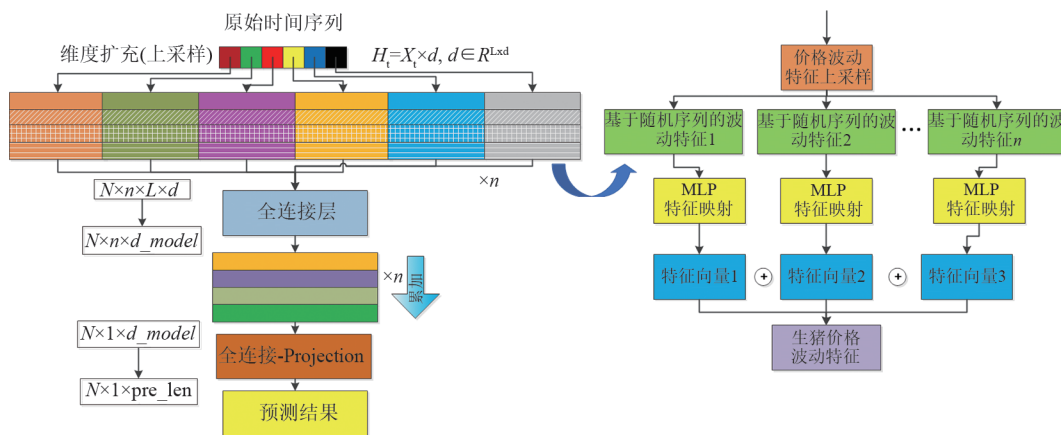 原始时间序列
维度扩充(上采样)
Ht=Xt×d, d∈R^Lxd
×n
N×n×L×d
N×n×d_model
全连接层
×n
累加
N×1×d_model
N×1×pre_len
全连接-Projection
预测结果
价格波动
特征上采样
基于随机序列的波
动特征1
基于随机序列的波
动特征2
…
基于随机序列的波
动特征n
MLP
特征映射
MLP
特征映射
MLP
特征映射
特征向量1
+
特征向量2
+
特征向量3
生猪价格
波动特征